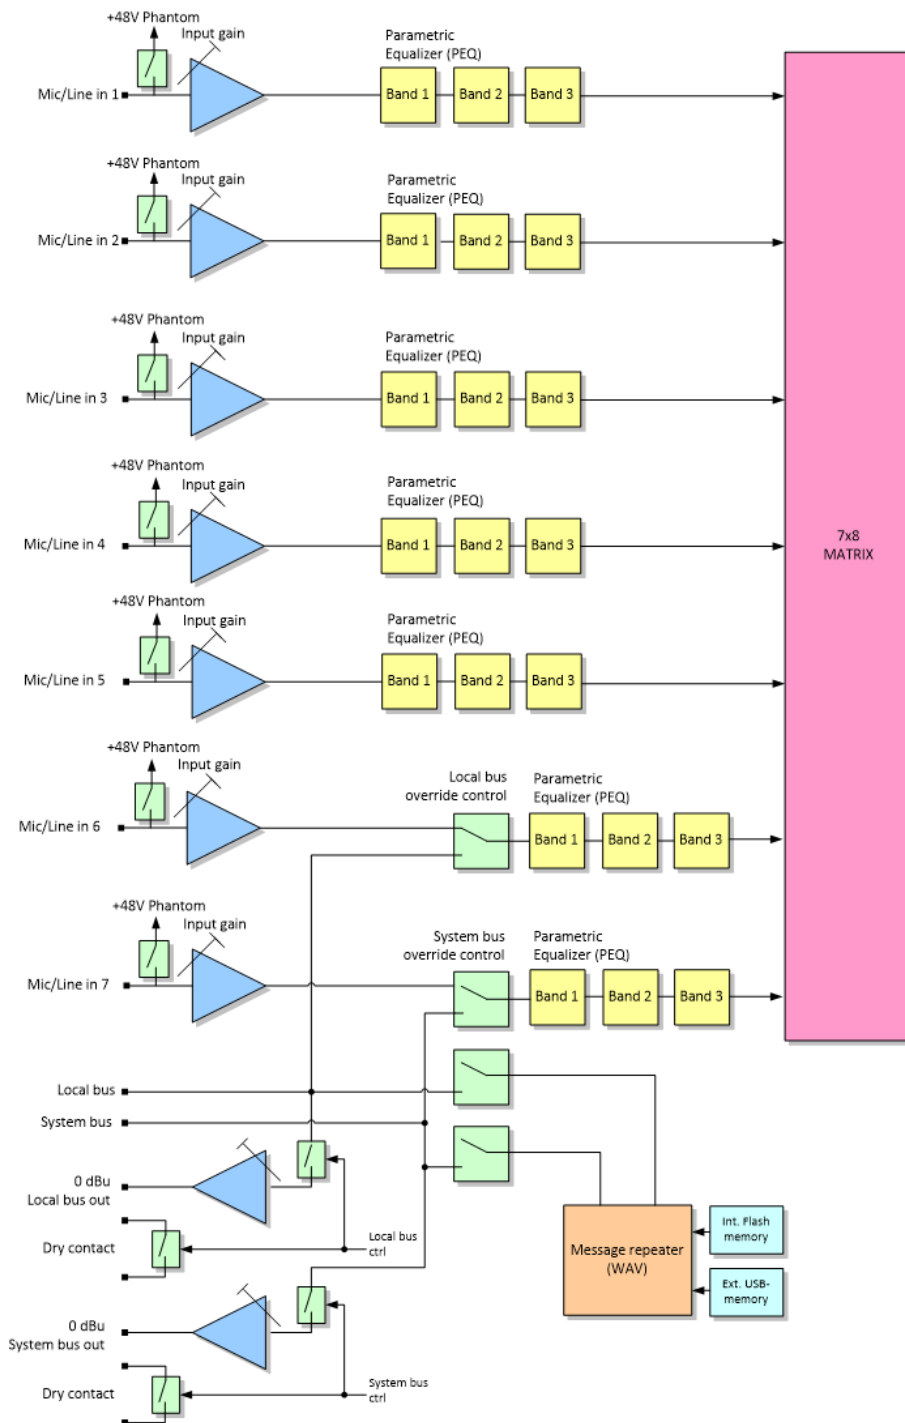 +48V Phantom
Input gain
Parametric
Equalizer (PEQ)
Mic/Line in 1
Band 1
Band 2
Band 3
+48V Phantom
Input gain
Parametric
Equalizer (PEQ)
Mic/Line in 2
Band 1
Band 2
Band 3
+48V Phantom
Input gain
Parametric
Equalizer (PEQ)
Mic/Line in 3
Band 1
Band 2
Band 3
+48V Phantom
Input gain
Parametric
Equalizer (PEQ)
Mic/Line in 4
Band 1
Band 2
Band 3
7x8
MATRIX
+48V Phantom
Input gain
Parametric
Equalizer (PEQ)
Mic/Line in 5
Band 1
Band 2
Band 3
+48V Phantom
Input gain
Local bus
override control
Parametric
Equalizer (PEQ)
Mic/Line in 6
Band 1
Band 2
Band 3
+48V Phantom
Input gain
System bus
override control
Parametric
Equalizer (PEQ)
Mic/Line in 7
Band 1
Band 2
Band 3
Local bus
System bus
0 dBu
Local bus out
Dry contact
Local bus
ctrl
Message repeater
(WAV)
Int. Flash
memory
Ext. USB-
memory
0 dBu
System bus out
Dry contact
System bus
ctrl